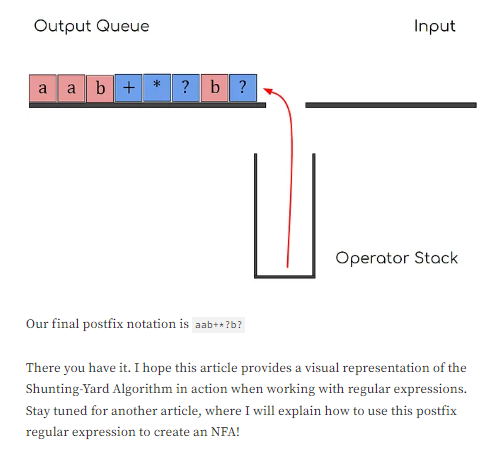 Output Queue
Input
a a b + * ? b ?
Operator Stack
Our final postfix notation is aab+*?b?
There you have it. I hope this article provides a visual representation of the
Shunting-Yard Algorithm in action when working with regular expressions.
Stay tuned for another article, where I will explain how to use this postfix
regular expression to create an NFA!